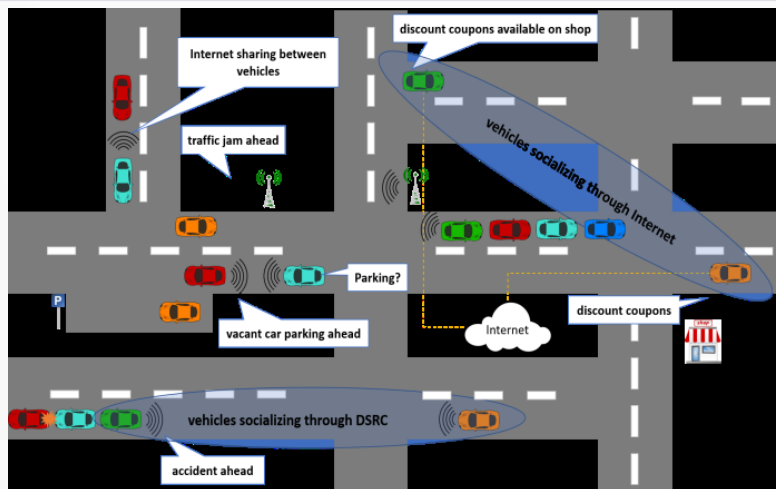 discount coupons available on shop
Internet sharing between
vehicles
traffic jam ahead
vehicles socializing through Internet
Parking?
P
vacant car parking ahead
Internet
discount coupons
shop
vehicles socializing through DSRC
accident ahead